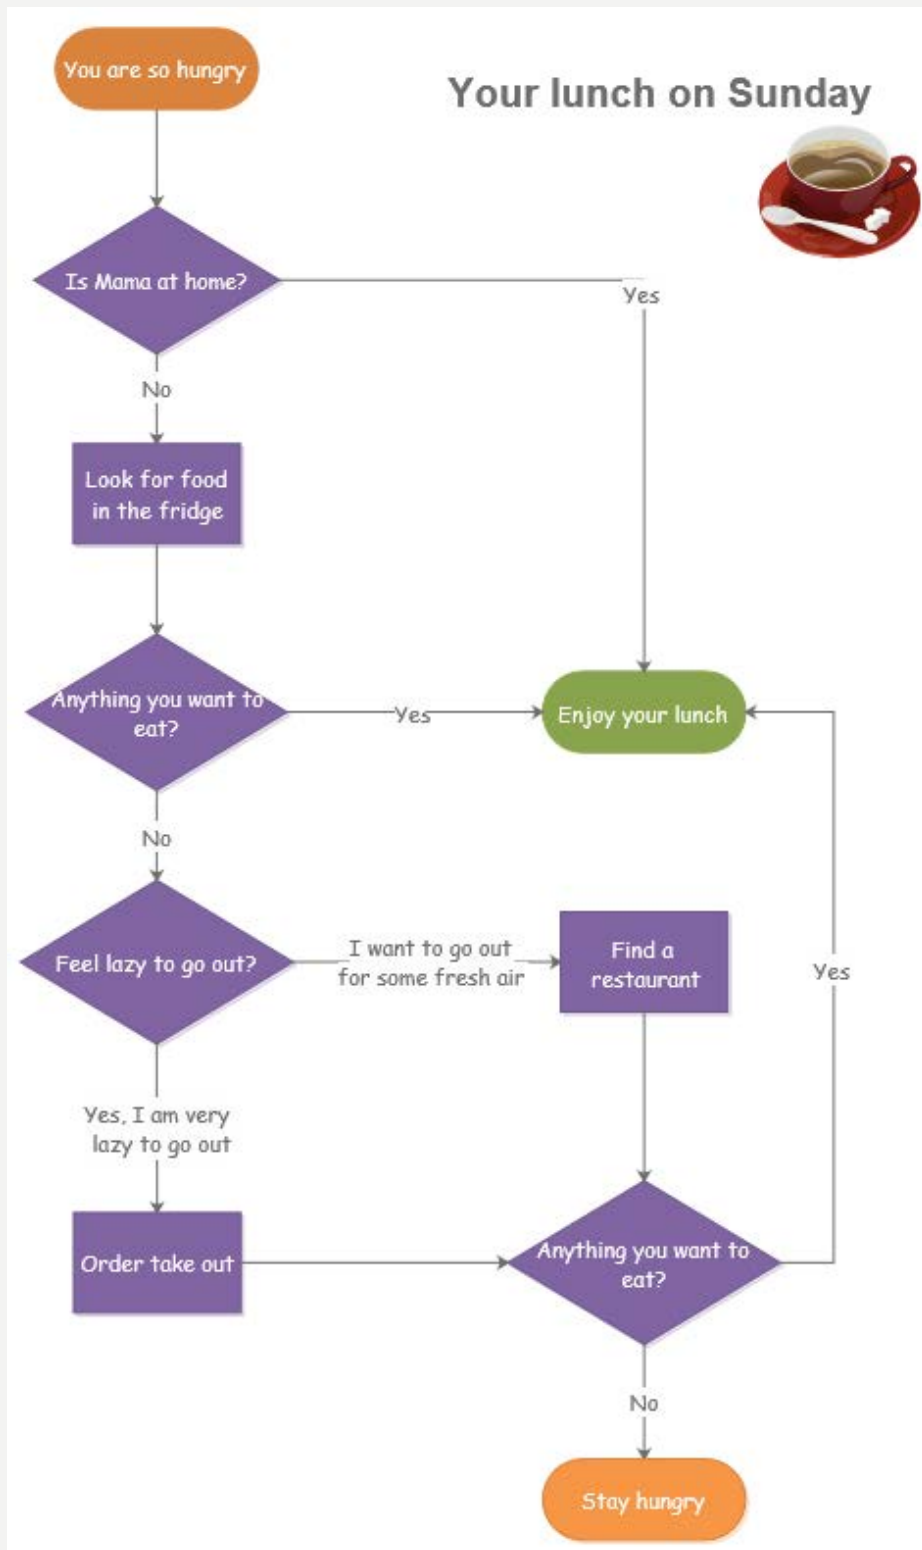 You are so hungry
Your lunch on Sunday
Is Mama at home?
Yes
No
Look for food
in the fridge
Anything you want to
eat?
Yes
Enjoy your lunch
No
Feel lazy to go out?
I want to go out
for some fresh air
Find a
restaurant
Yes
Yes, I am very
lazy to go out
Order take out
Anything you want to
eat?
No
Stay hungry